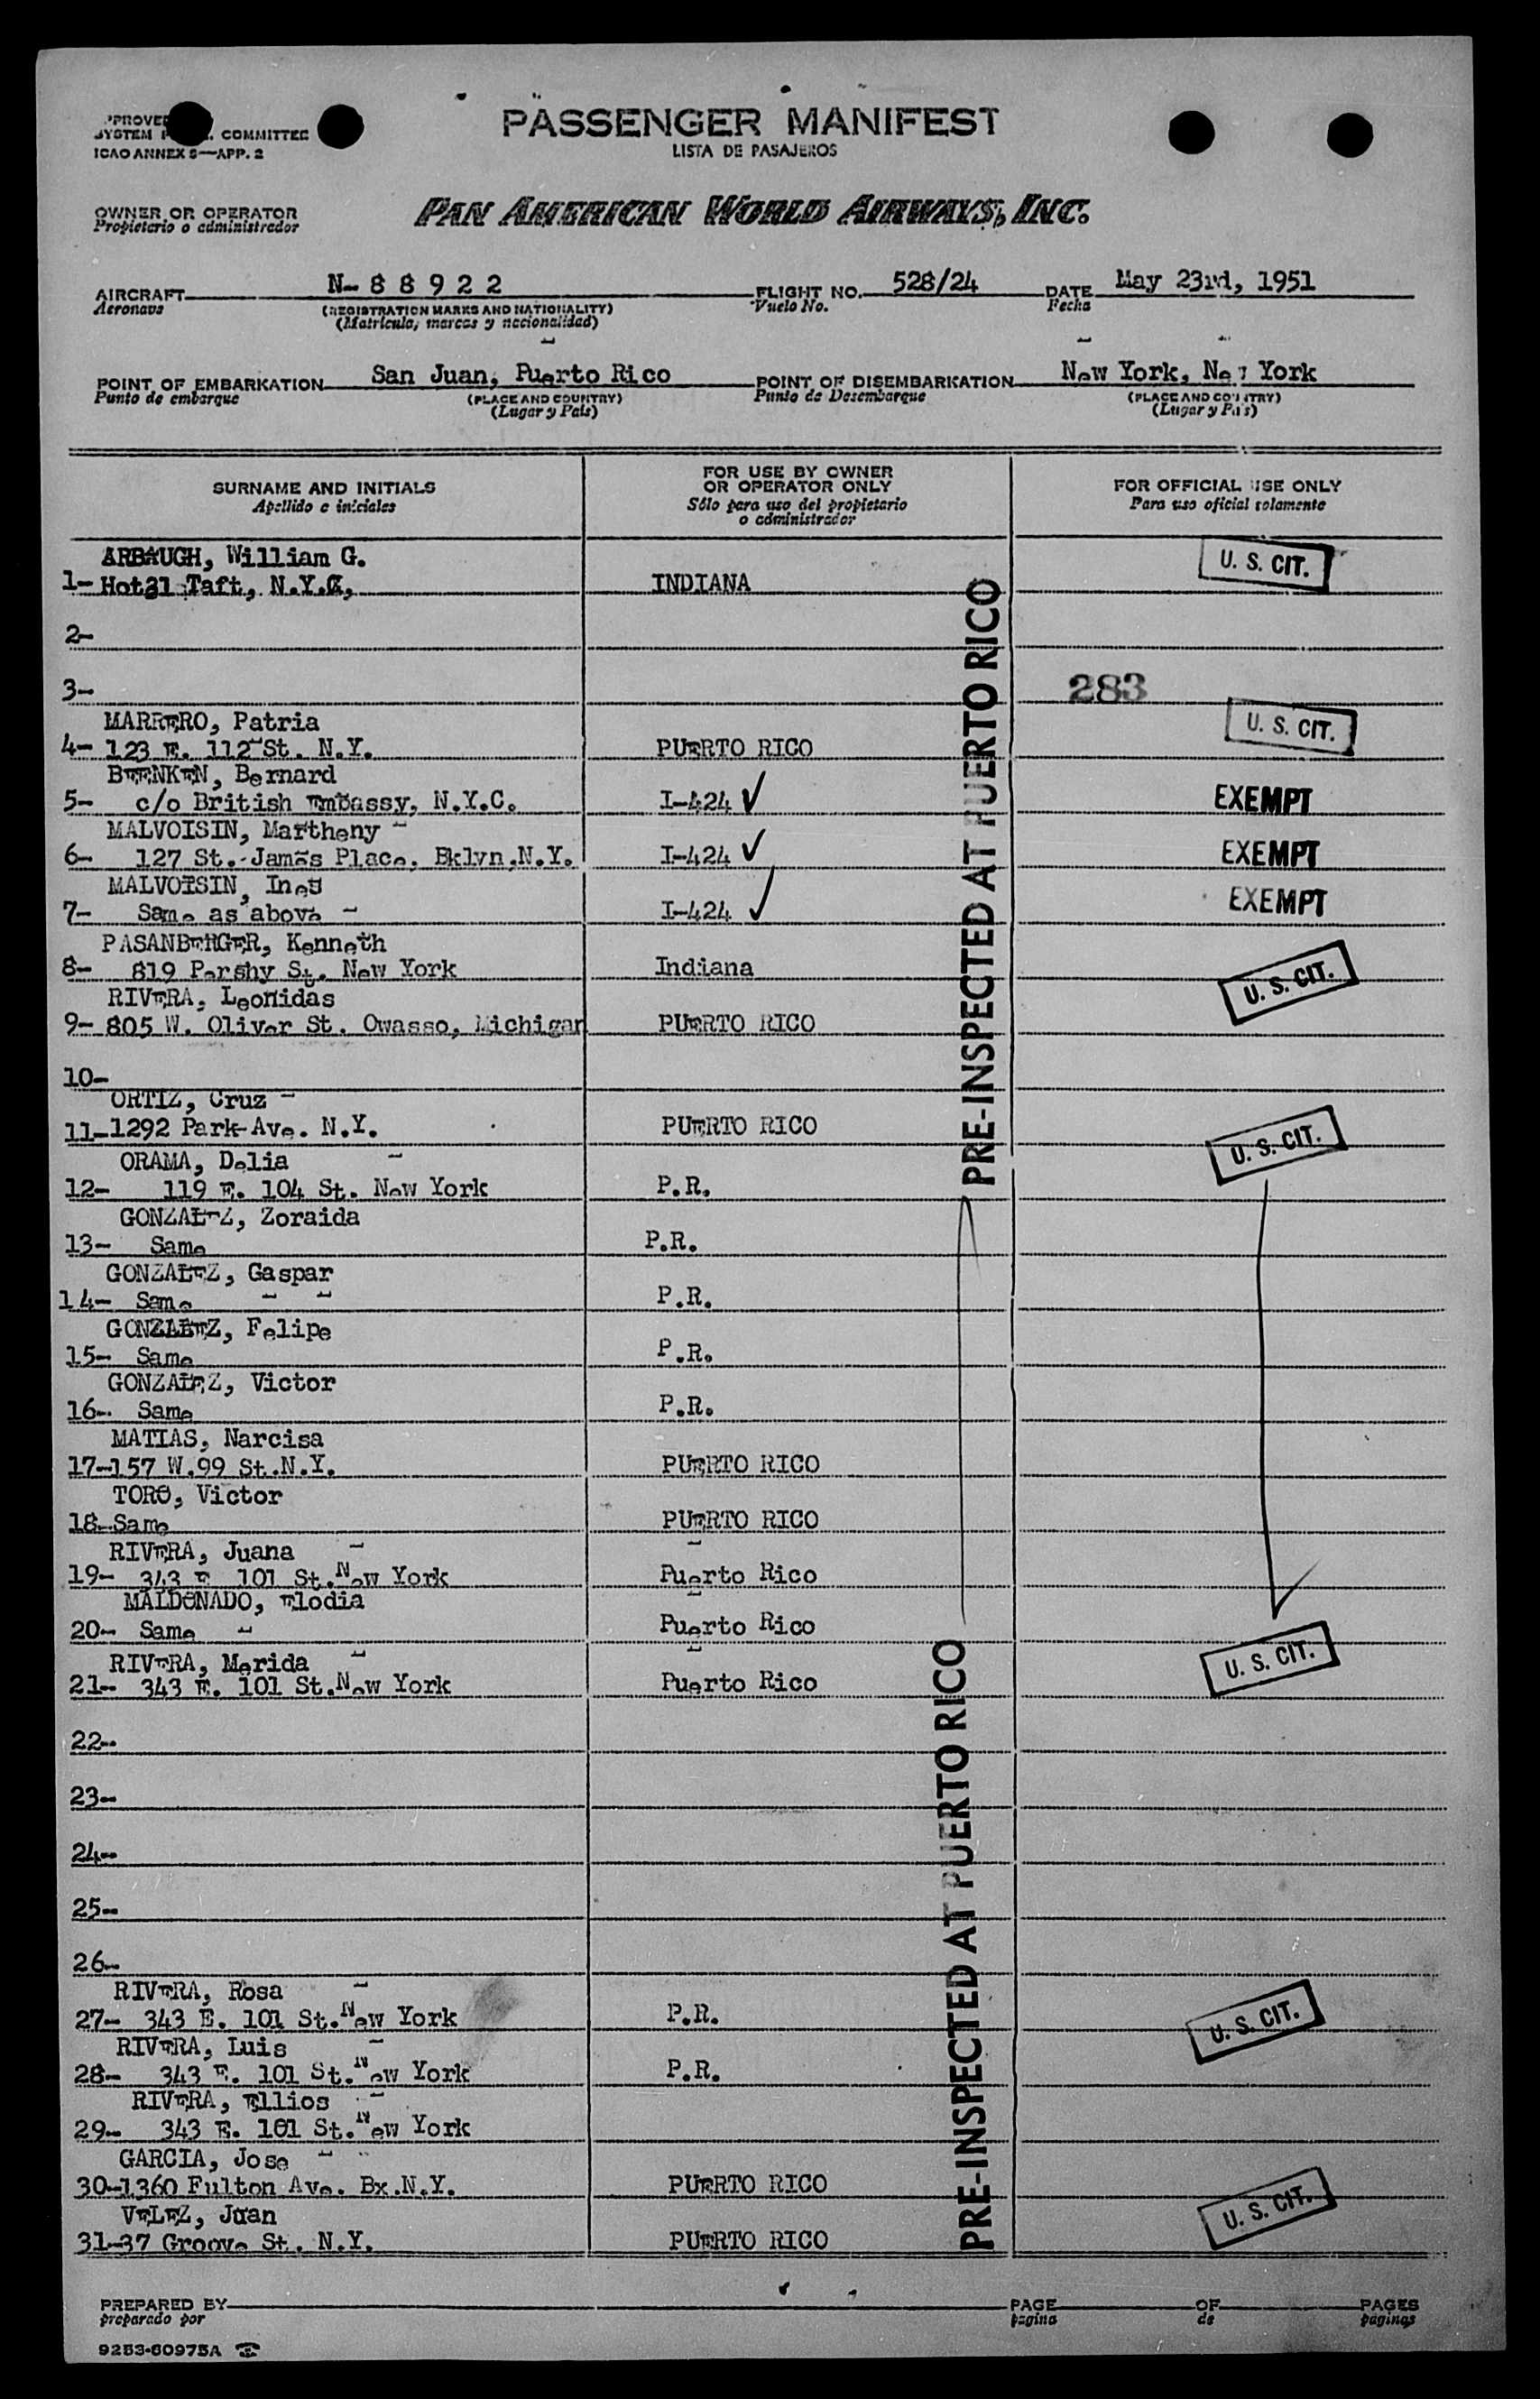 PASSENGER MANIFEST
LISTA DE PASAJEROS
COMMITTEE
ICAO ANNEX 9—APP. 2
OWNER OR OPERATOR
Propietario o administrador
PAN AMERICAN WORLD AIRWAYS, INC.
AIRCRAFT N-88922 FLIGHT NO. 528/24 DATE May 23rd, 1951
Aeronave (REGISTRATION MARKS AND NATIONALITY) Vuelo No. Fecha
(Matrícula, marcas y nacionalidad)
POINT OF EMBARKATION San Juan, Puerto Rico POINT OF DISEMBARKATION New York, New York
Punto de embarque (PLACE AND COUNTRY) Punto de Desembarque (PLACE AND COUNTRY)
(Lugar y País) (Lugar y País)
SURNAME AND INITIALS FOR USE BY OWNER OR OPERATOR ONLY FOR OFFICIAL USE ONLY
Apellido e iniciales Sólo para uso del propietario o administrador Para uso oficial solamente
ARBAUGH, William G. U. S. CIT.
1- Hotel Taft, N.Y.C, INDIANA
2-
3- 283
MARRERO, Patria U. S. CIT.
4- 123 E. 112 St. N.Y. PUERTO RICO
BEENKEN, Bernard
5- c/o British Embassy, N.Y.C. I-424 ✓ EXEMPT
MALVOISIN, Martheny
6- 127 St. James Place, Bklyn,N.Y. I-424 ✓ EXEMPT
MALVOISIN, Ines
7- Same as above I-424 ✓ EXEMPT
PASANBERGER, Kenneth
8- 819 Pershy St. New York Indiana U. S. CIT.
RIVERA, Leonidas
9- 805 W. Oliver St. Owasso, Michigan PUERTO RICO
10-
ORTIZ, Cruz
11-1292 Park Ave. N.Y. PUERTO RICO U. S. CIT.
ORAMA, Delia
12- 119 E. 104 St. New York P.R.
GONZALEZ, Zoraida
13- Same P.R.
GONZALEZ, Gaspar
14- Same P.R.
GONZALEZ, Felipe
15- Same P.R.
GONZALEZ, Victor
16- Same P.R.
MATIAS, Narcisa
17-157 W.99 St.N.Y. PUERTO RICO
TORO, Victor
18-Same PUERTO RICO
RIVERA, Juana
19- 343 E 101 St.New York Puerto Rico
MALDONADO, Elodia
20- Same Puerto Rico
RIVERA, Merida
21- 343 E. 101 St.New York Puerto Rico U. S. CIT.
22-
23-
24-
25-
26-
RIVERA, Rosa
27- 343 E. 101 St.New York P.R. U. S. CIT.
RIVERA, Luis
28- 343 E. 101 St.New York P.R.
RIVERA, Ellios
29- 343 E. 101 St.New York
GARCIA, Jose
30-1360 Fulton Ave. Bx.N.Y. PUERTO RICO
VELEZ, Juan U. S. CIT.
31-37 Groove St. N.Y. PUERTO RICO
PRE-INSPECTED AT PUERTO RICO
PRE-INSPECTED AT PUERTO RICO
PREPARED BY PAGE OF PAGES
preparado por página de páginas
9253-60975A